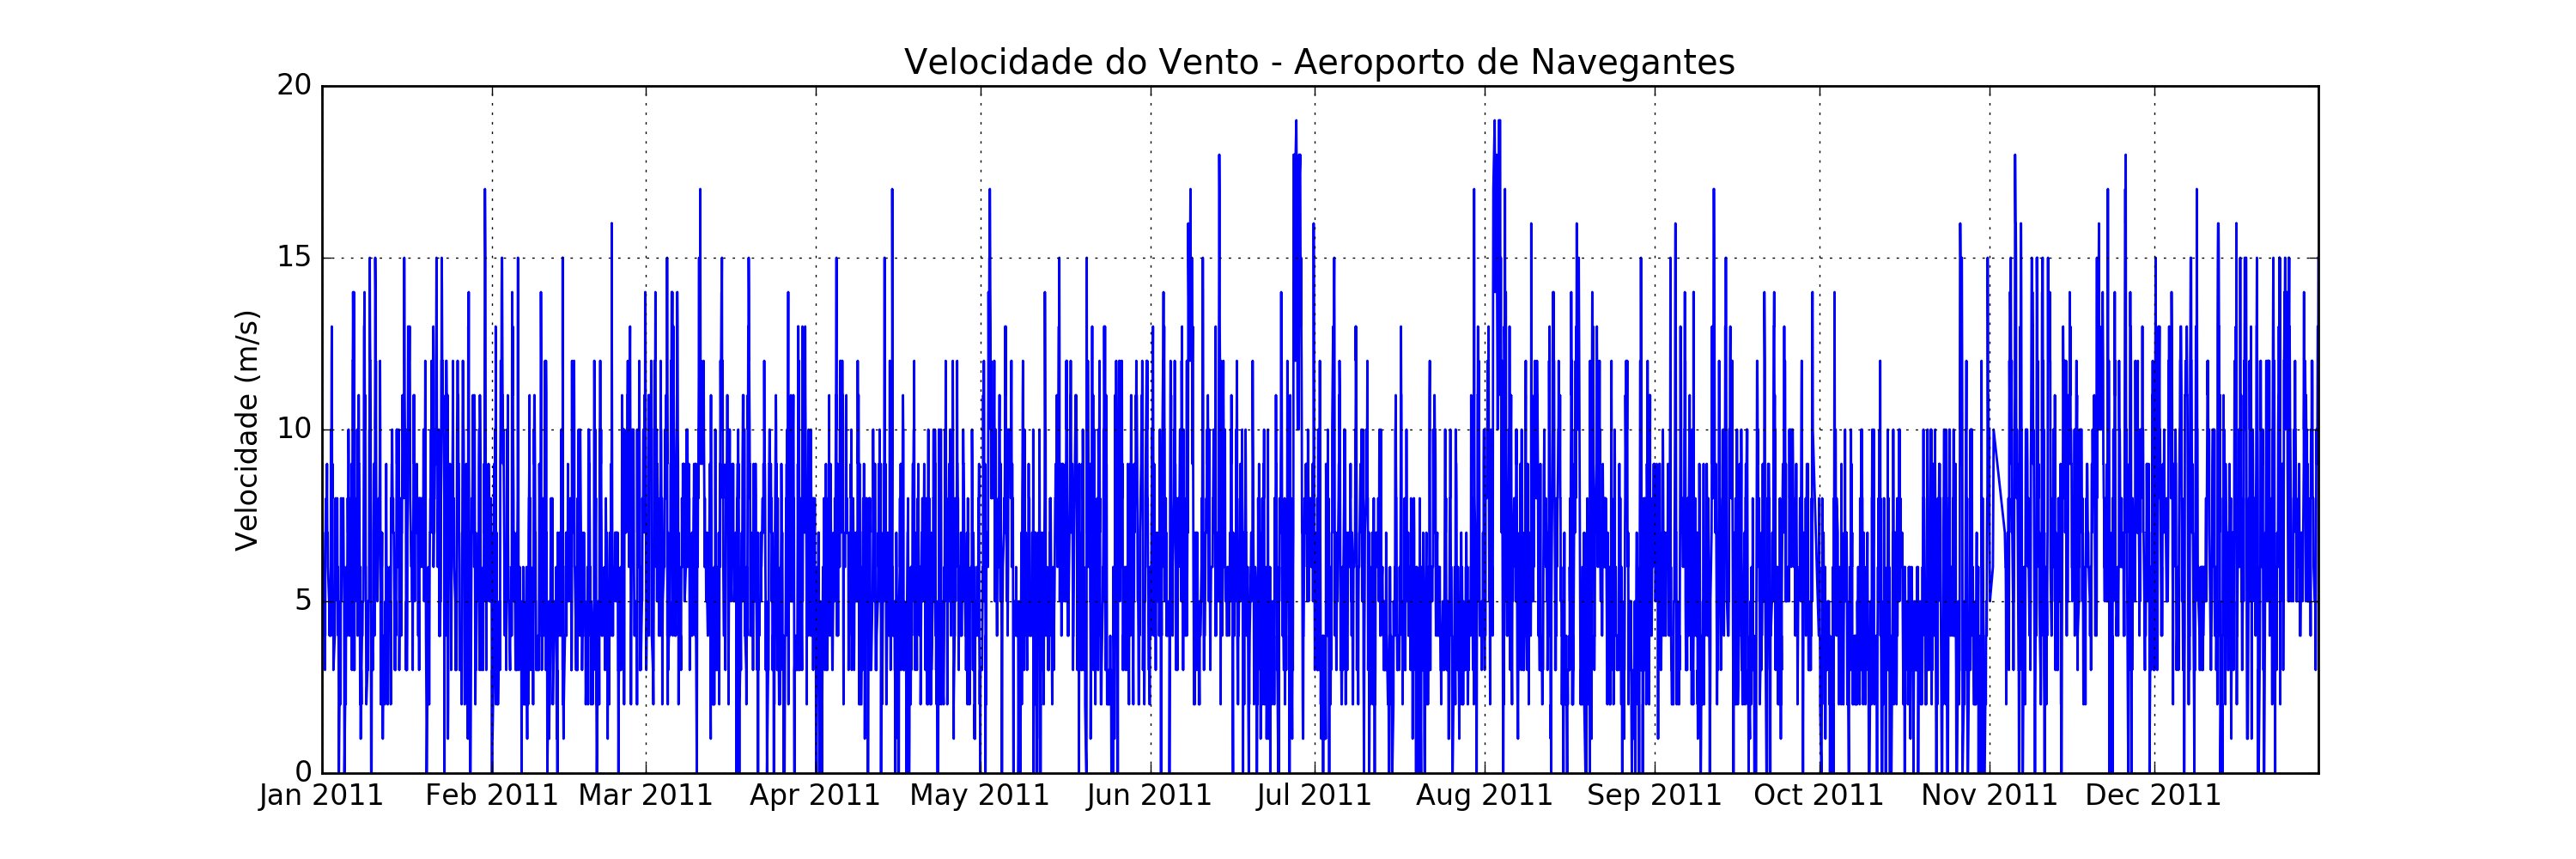 Velocidade do Vento - Aeroporto de Navegantes
20
15
10
5
0
Velocidade (m/s)
Jan 2011 Feb 2011 Mar 2011 Apr 2011 May 2011 Jun 2011 Jul 2011 Aug 2011 Sep 2011 Oct 2011 Nov 2011 Dec 2011